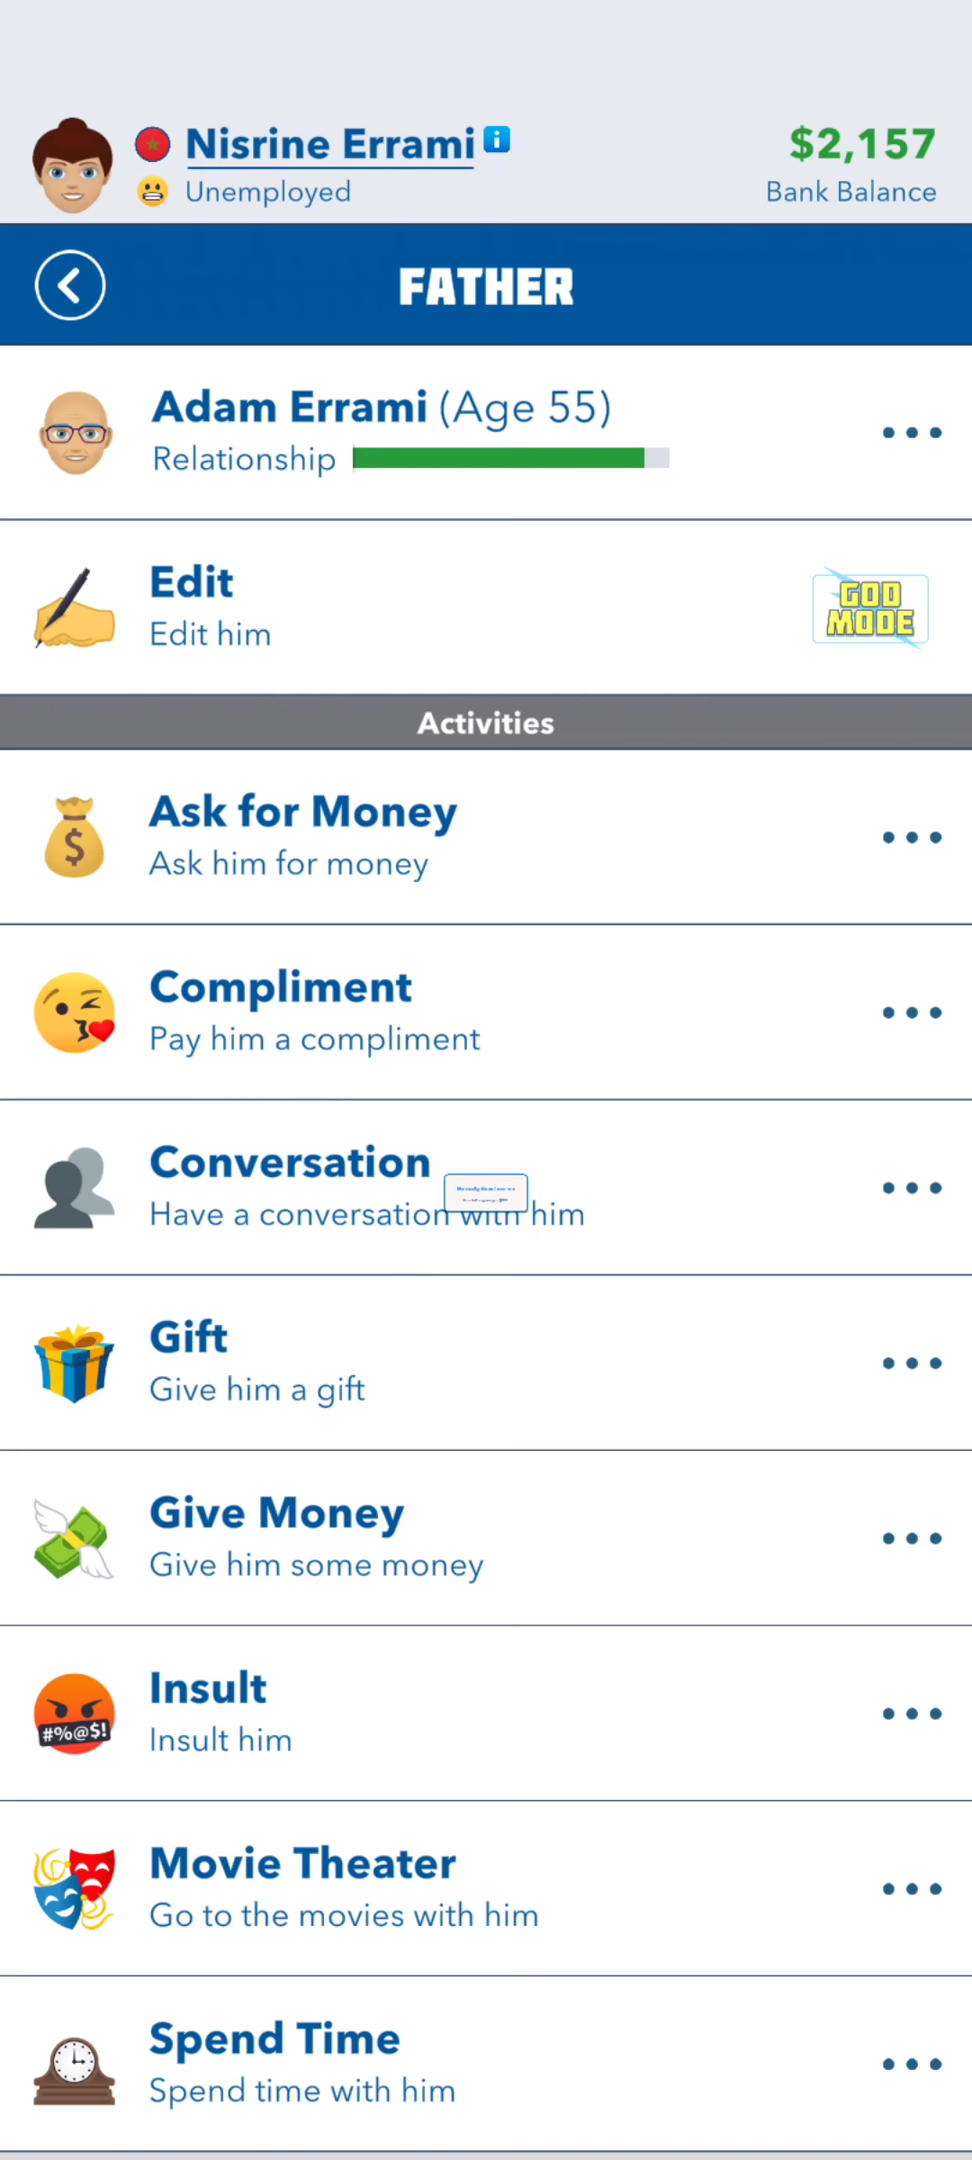 Nisrine Errami
$2,157
Unemployed
Bank Balance
FATHER
Adam Errami (Age 55)
Relationship
Edit
Edit him
GOD
MODE
Activities
Ask for Money
Ask him for money
Compliment
Pay him a compliment
Conversation
Have a conversation with him
Gift
Give him a gift
Give Money
Give him some money
Insult
#%@$!
Insult him
Movie Theater
Go to the movies with him
Spend Time
Spend time with him